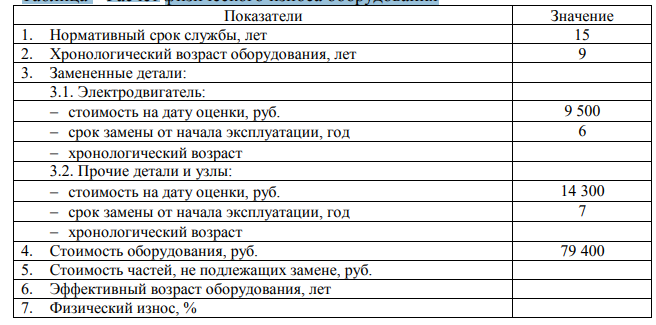 Таблица – Расчет физического износа оборудования
Показатели Значение
1. Нормативный срок службы, лет 15
2. Хронологический возраст оборудования, лет 9
3. Замененные детали:
3.1. Электродвигатель:
– стоимость на дату оценки, руб. 9 500
– срок замены от начала эксплуатации, год 6
– хронологический возраст
3.2. Прочие детали и узлы:
– стоимость на дату оценки, руб. 14 300
– срок замены от начала эксплуатации, год 7
– хронологический возраст
4. Стоимость оборудования, руб. 79 400
5. Стоимость частей, не подлежащих замене, руб.
6. Эффективный возраст оборудования, лет
7. Физический износ, %